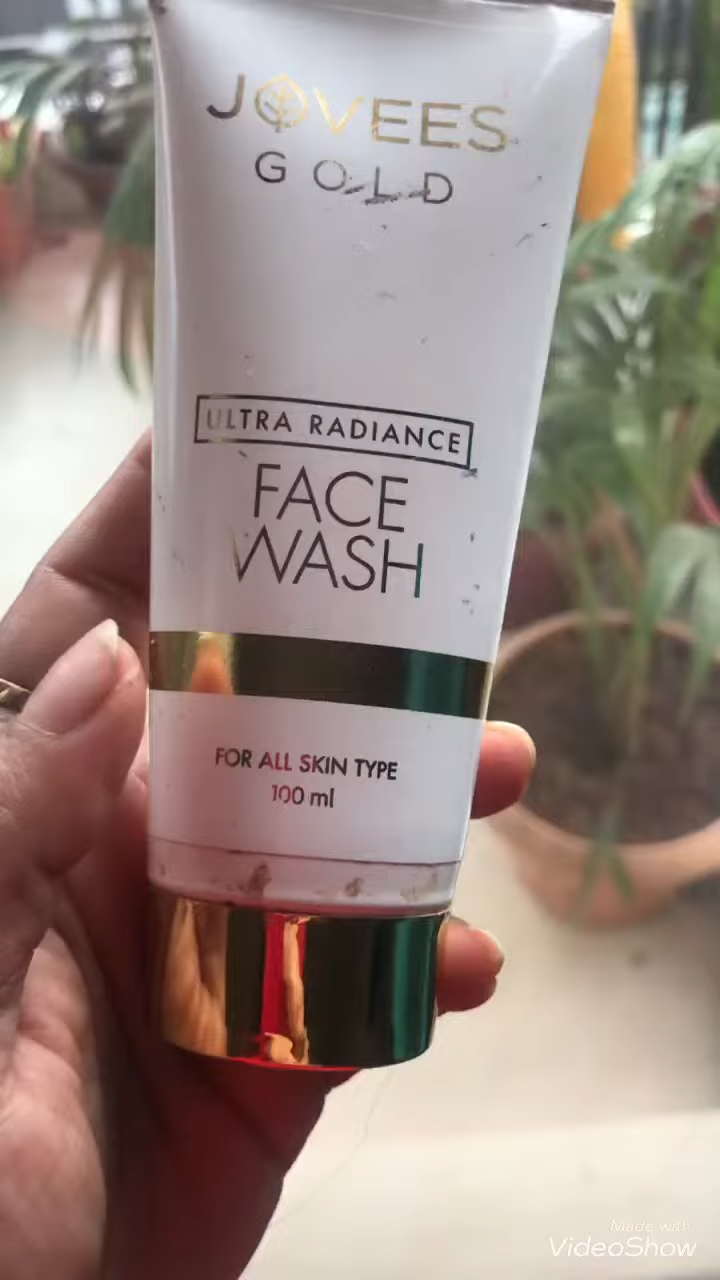 JOVEES
GOLD
ULTRA RADIANCE
FACE
WASH
FOR ALL SKIN TYPE
100 ml
Made with
VideoShow